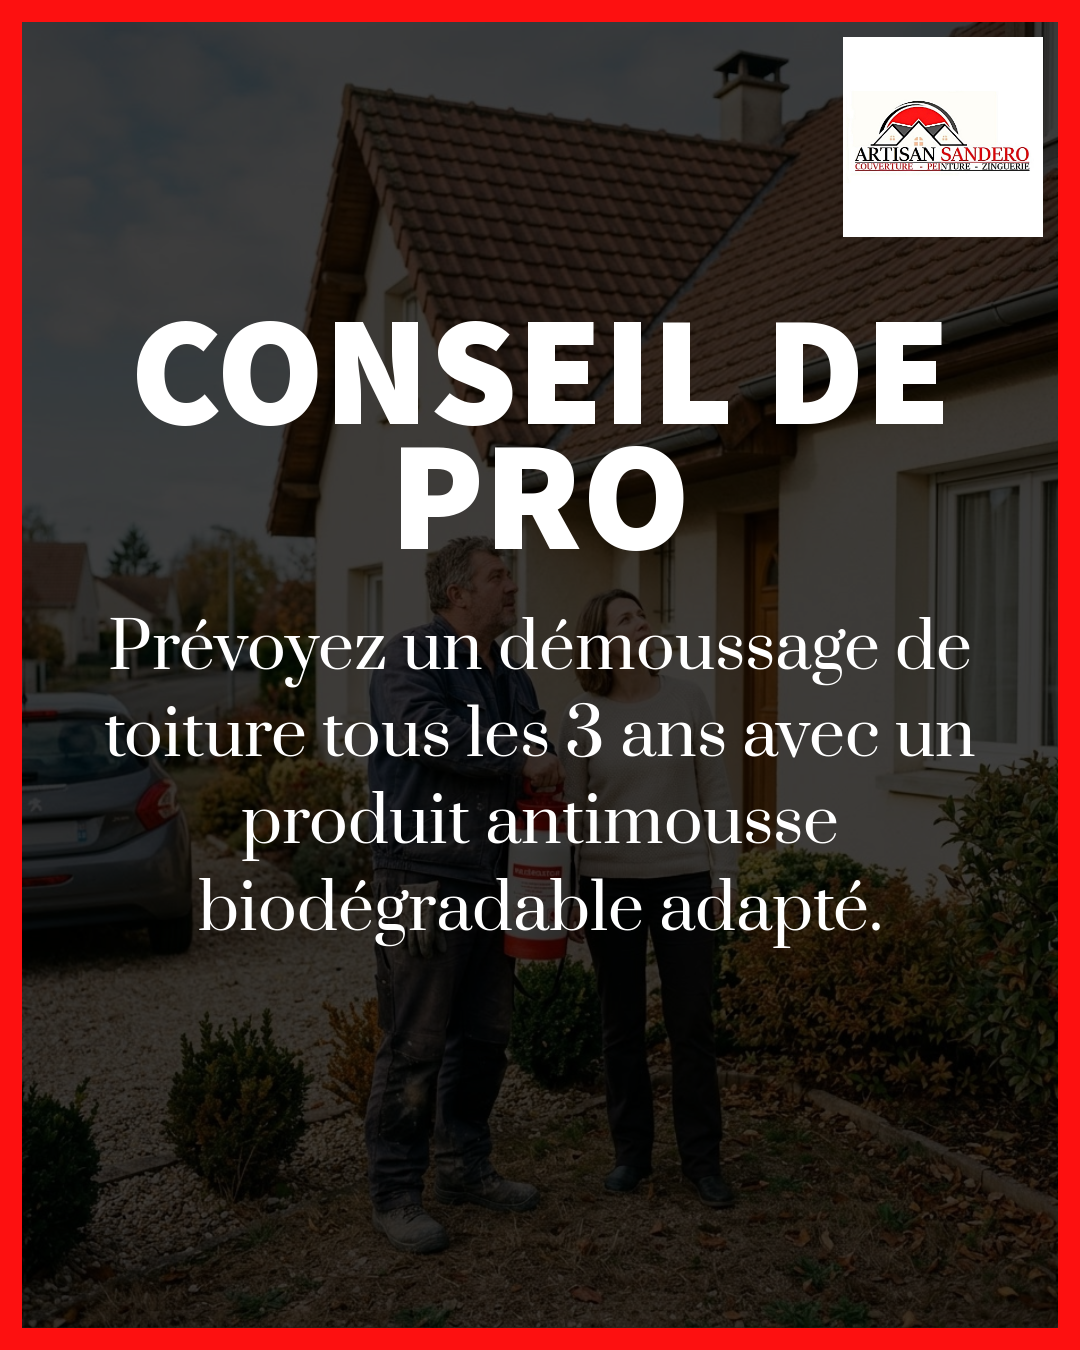 ARTISAN SANDERO
COUVERTURE - PEINTURE - ZINGUERIE
CONSEIL DE
PRO
Prévoyez un démoussage de
toiture tous les 3 ans avec un
produit antimousse
biodégradable adapté.